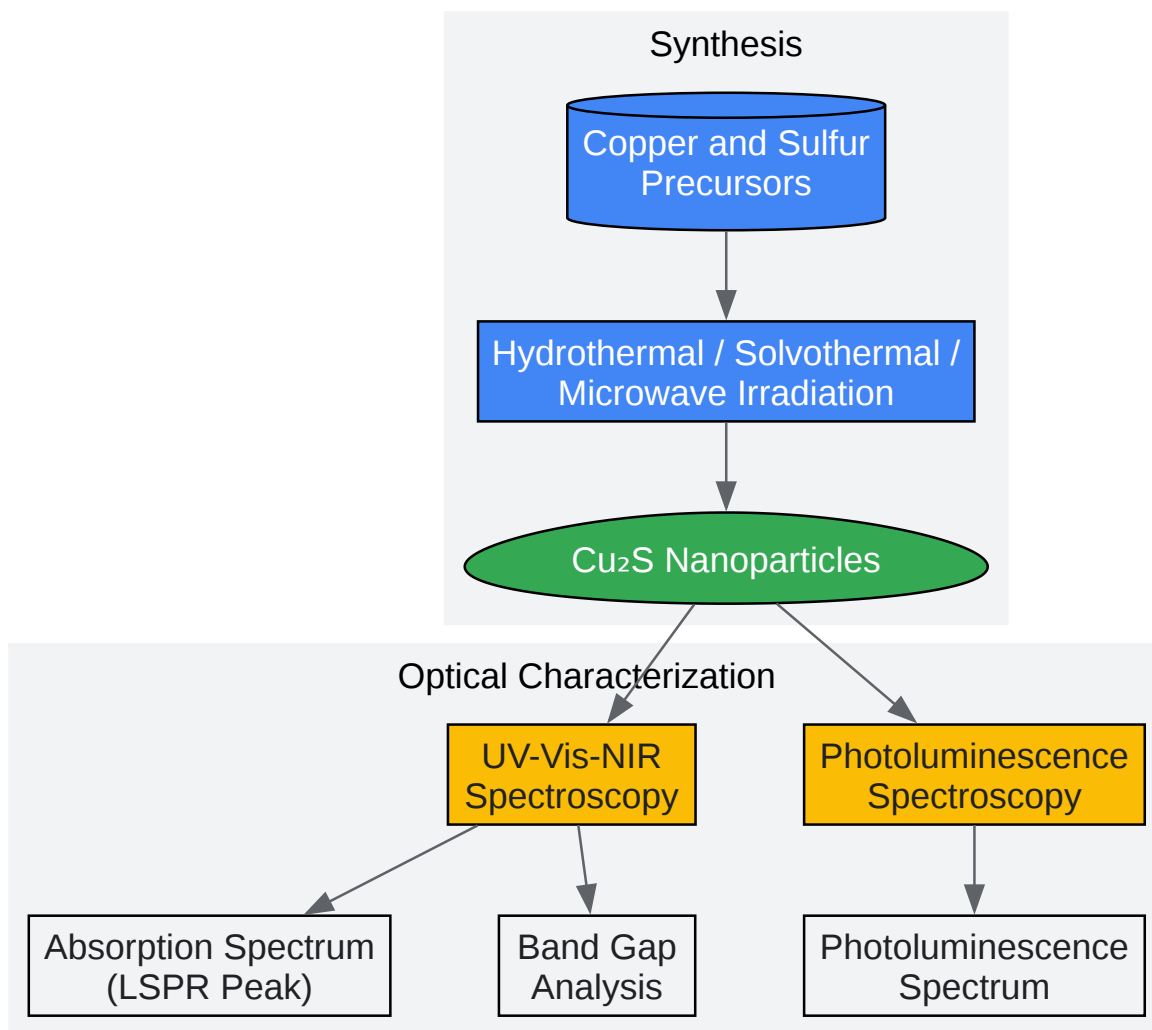 Synthesis
Copper and Sulfur
Precursors
Hydrothermal / Solvothermal /
Microwave Irradiation
Cu₂S Nanoparticles
Optical Characterization
UV-Vis-NIR
Spectroscopy
Photoluminescence
Spectroscopy
Absorption Spectrum
(LSPR Peak)
Band Gap
Analysis
Photoluminescence
Spectrum